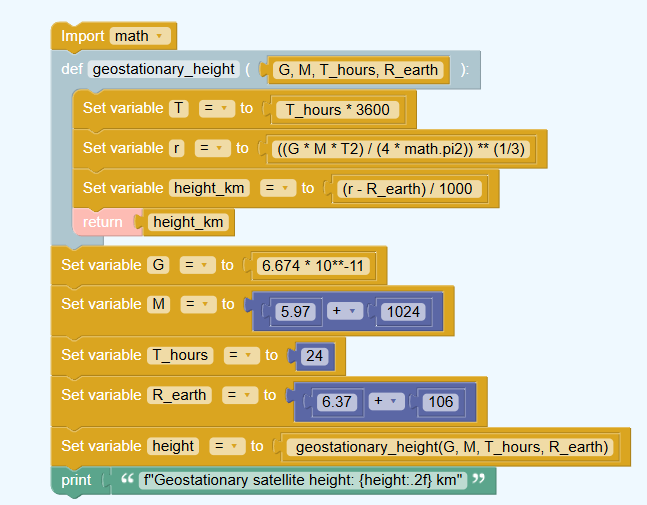 Import math
def geostationary_height ( G, M, T_hours, R_earth ):
Set variable T = to T_hours * 3600
Set variable r = to ((G * M * T2) / (4 * math.pi2)) ** (1/3)
Set variable height_km = to (r - R_earth) / 1000
return height_km
Set variable G = to 6.674 * 10**-11
Set variable M = to 5.97 + 1024
Set variable T_hours = to 24
Set variable R_earth = to 6.37 + 106
Set variable height = to geostationary_height(G, M, T_hours, R_earth)
print “ f"Geostationary satellite height: {height:.2f} km" ”